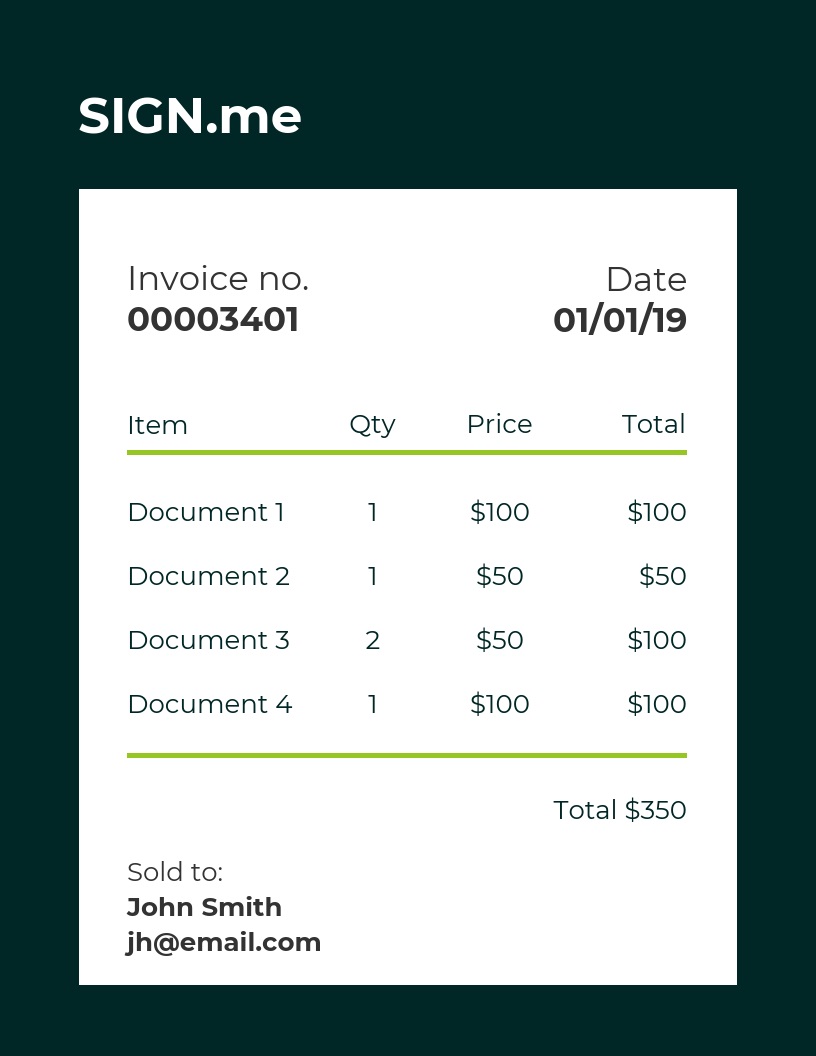 SIGN.me
Invoice no. Date
00003401 01/01/19
Item Qty Price Total
Document 1 1 $100 $100
Document 2 1 $50 $50
Document 3 2 $50 $100
Document 4 1 $100 $100
Total $350
Sold to:
John Smith
jh@email.com